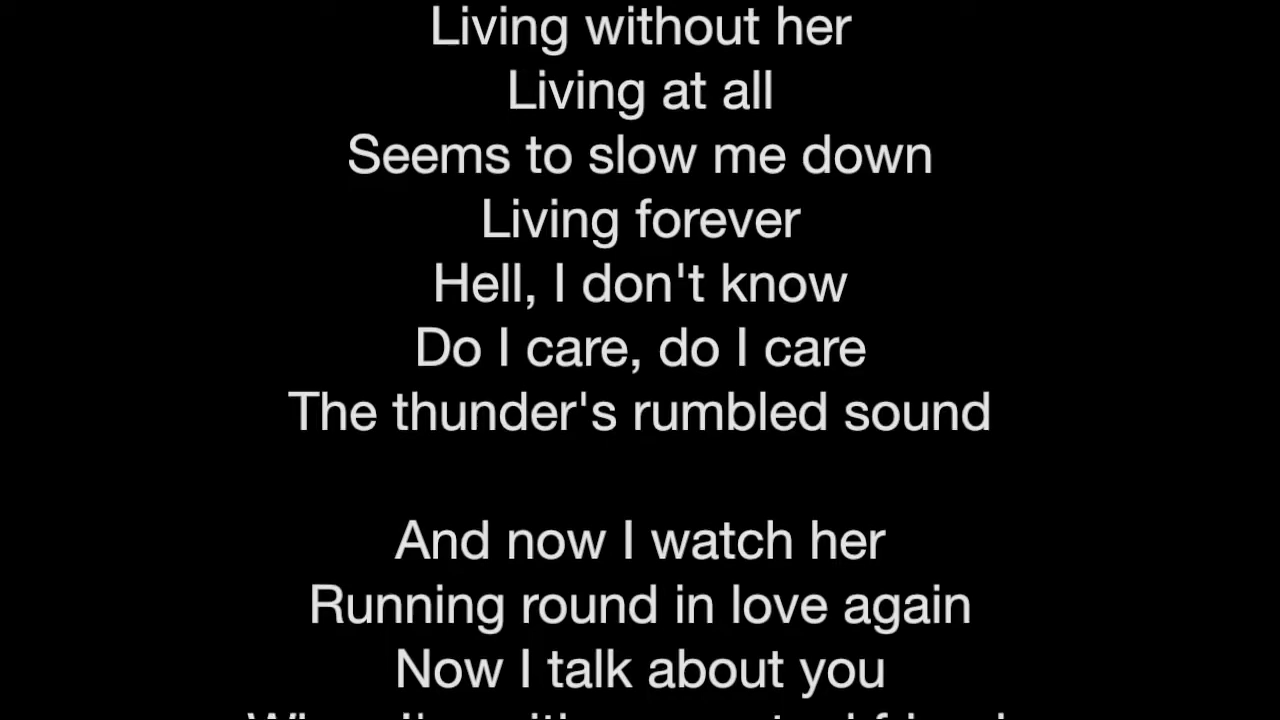 Living without her
Living at all
Seems to slow me down
Living forever
Hell, I don't know
Do I care, do I care
The thunder's rumbled sound
And now I watch her
Running round in love again
Now I talk about you